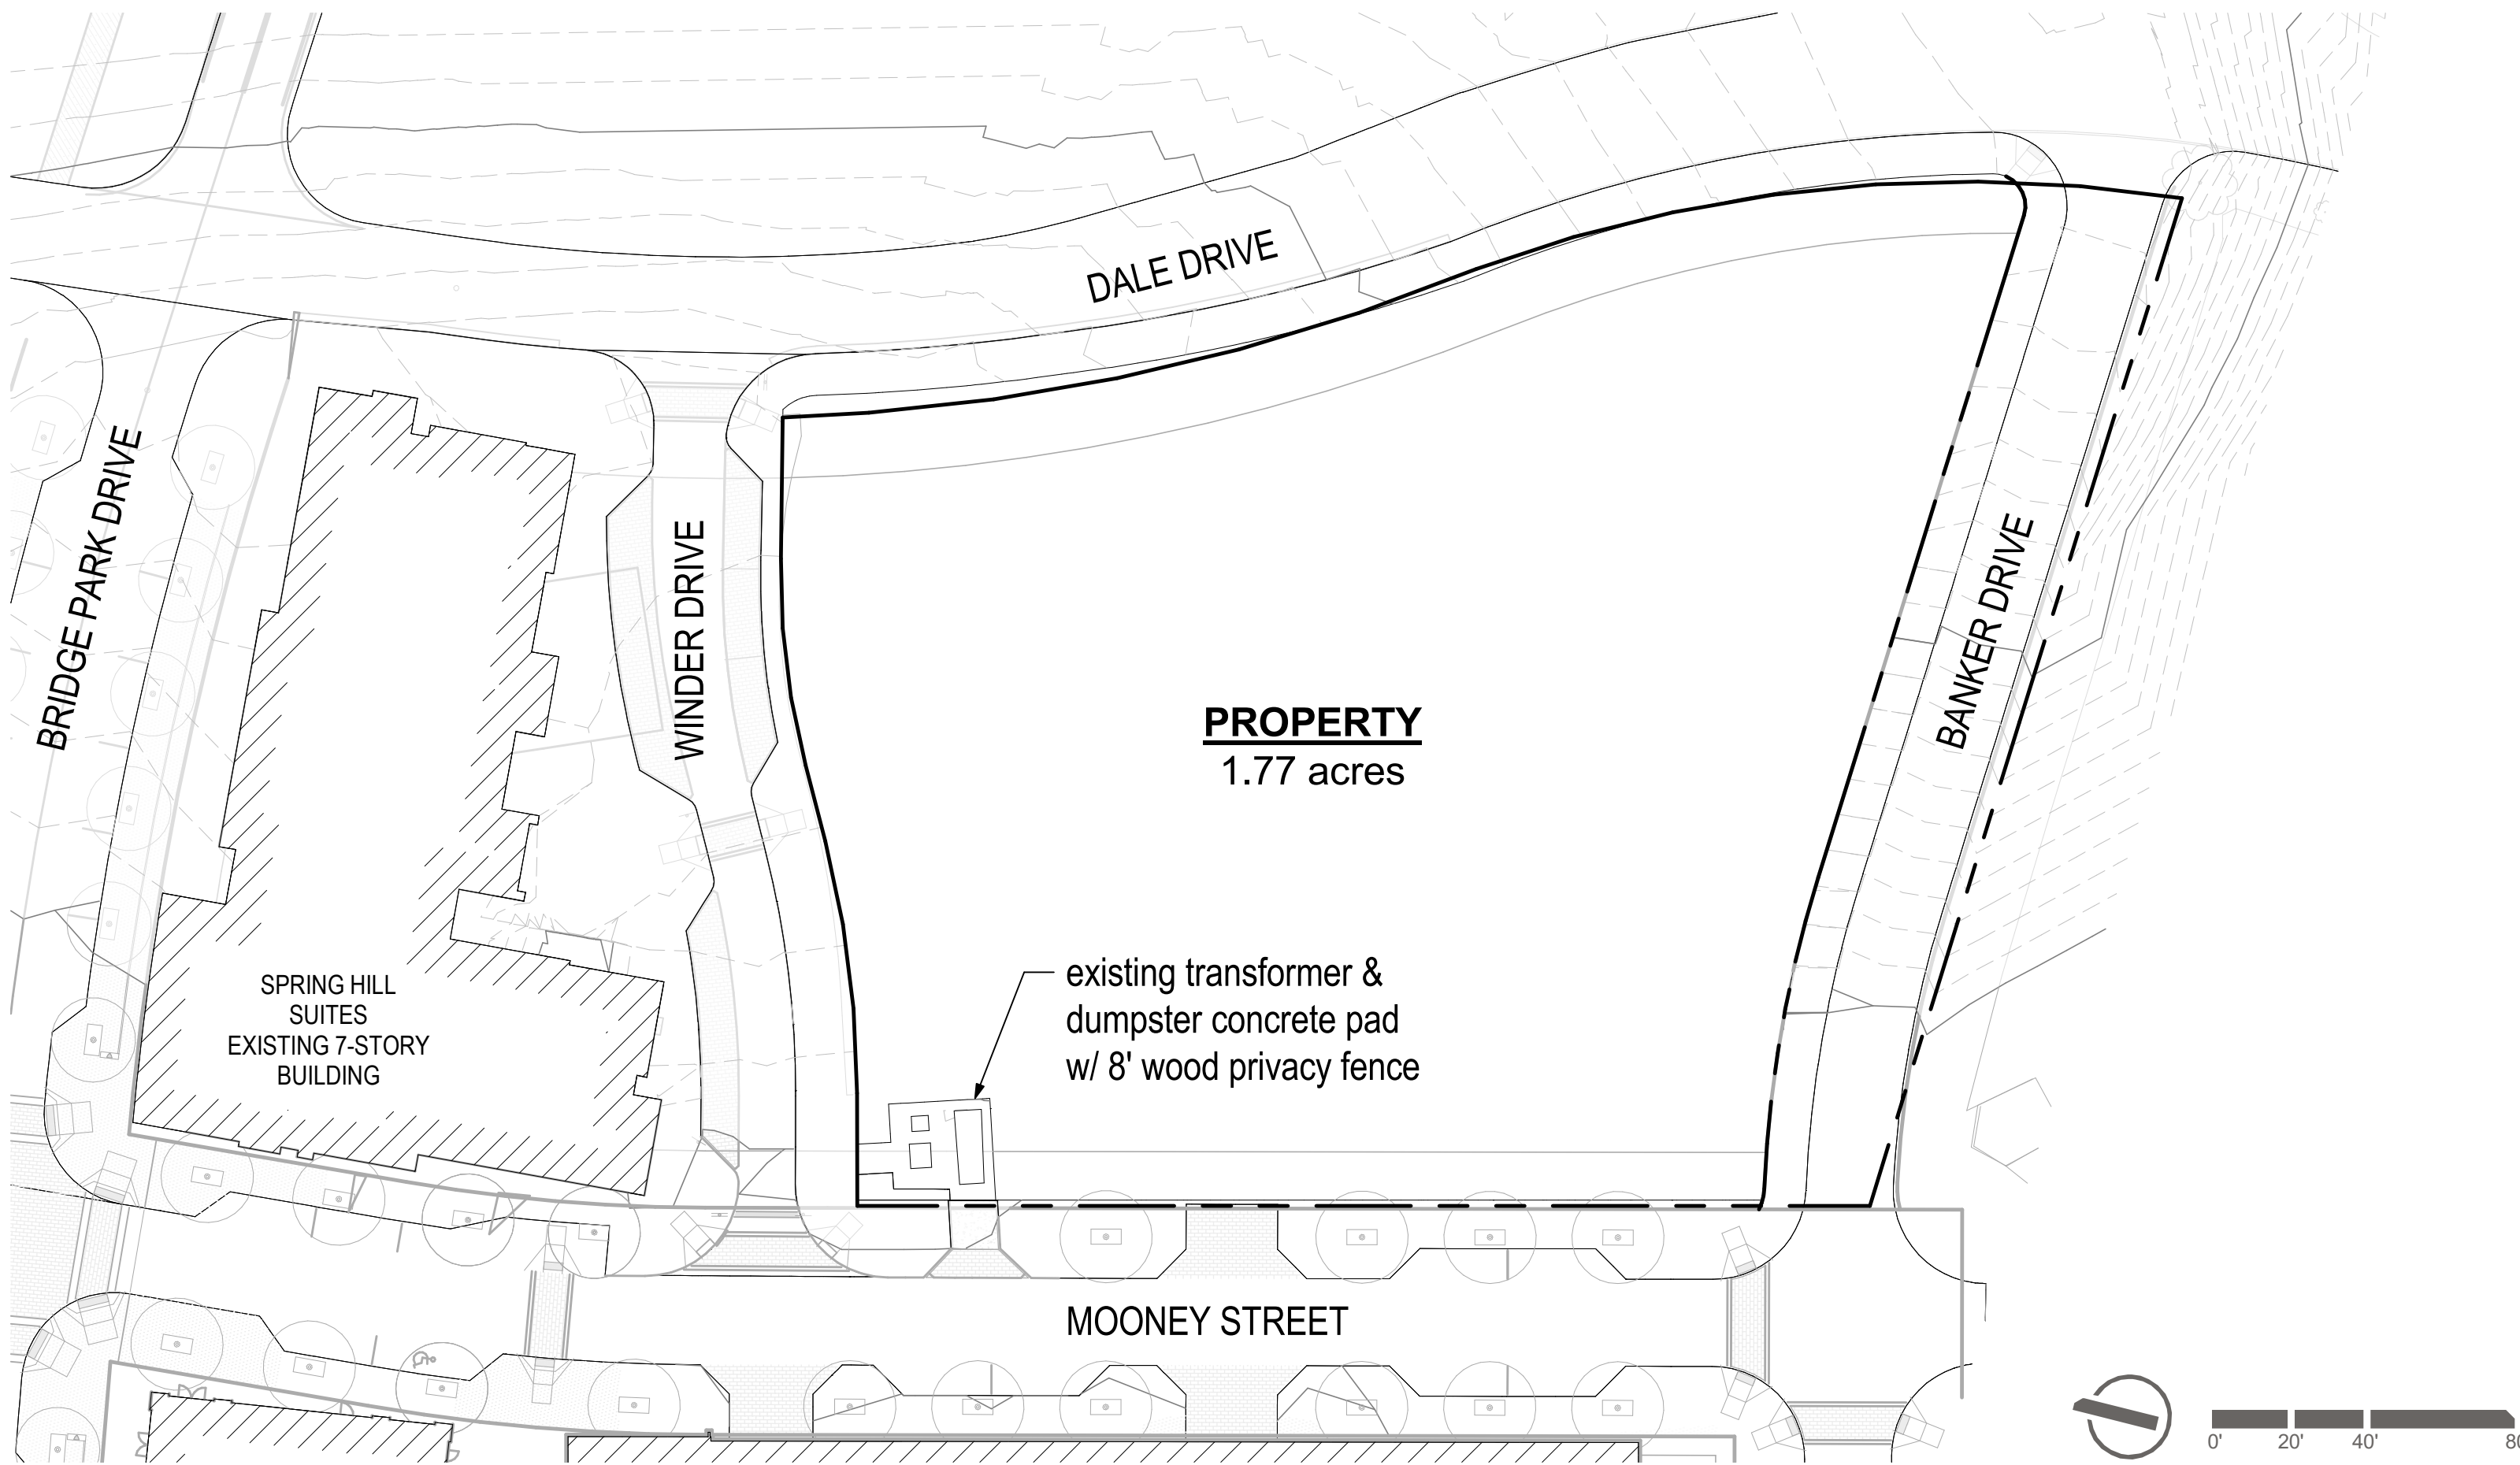 DALE DRIVE
BRIDGE PARK DRIVE
WINDER DRIVE
BANKER DRIVE
PROPERTY
1.77 acres
existing transformer &
dumpster concrete pad
w/ 8' wood privacy fence
SPRING HILL
SUITES
EXISTING 7-STORY
BUILDING
MOONEY STREET
0' 20' 40' 80